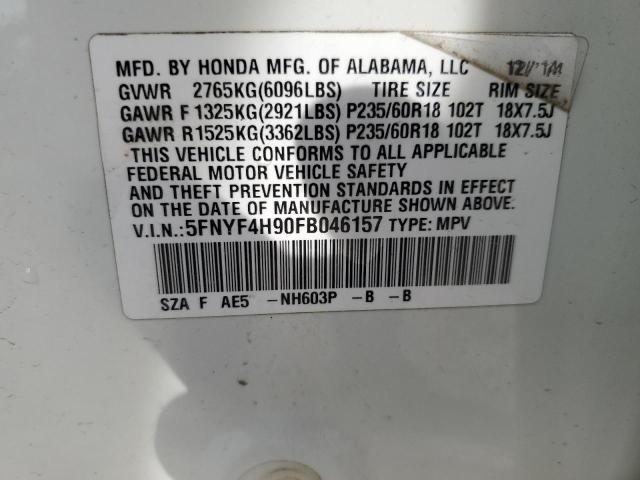 MFD. BY HONDA MFG. OF ALABAMA, LLC 12/14
GVWR 2765KG(6096LBS) TIRE SIZE RIM SIZE
GAWR F 1325KG(2921LBS) P235/60R18 102T 18X7.5J
GAWR R 1525KG(3362LBS) P235/60R18 102T 18X7.5J
THIS VEHICLE CONFORMS TO ALL APPLICABLE
FEDERAL MOTOR VEHICLE SAFETY
AND THEFT PREVENTION STANDARDS IN EFFECT
ON THE DATE OF MANUFACTURE SHOWN ABOVE.
V.I.N.:5FNYF4H90FB046157 TYPE: MPV
SZA F AE5 -NH603P -B -B